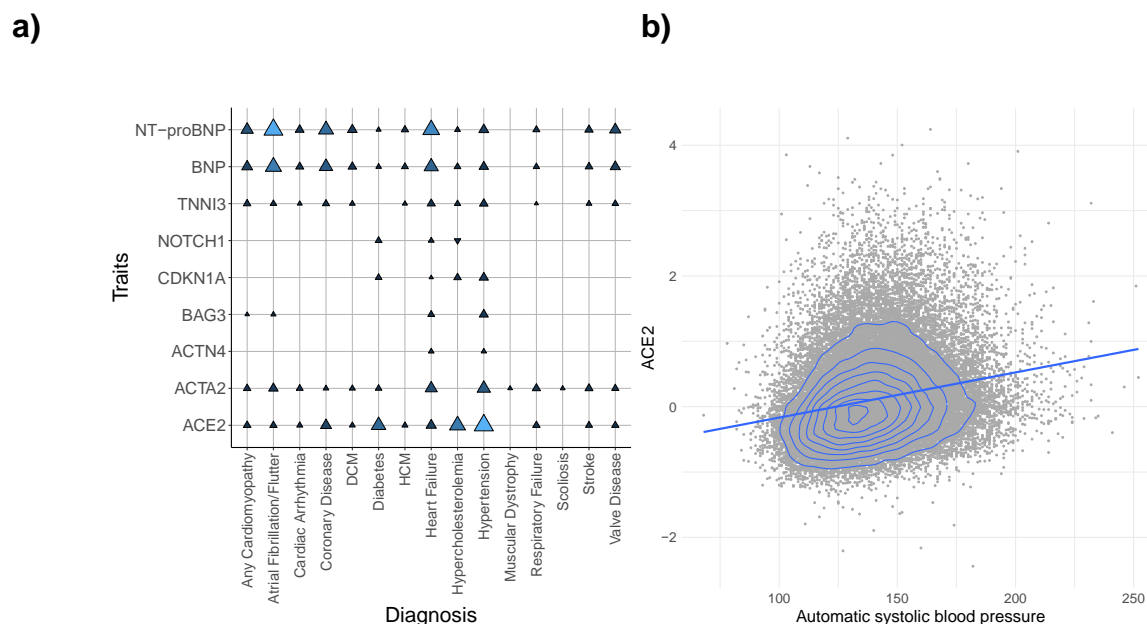 a)
NT−proBNP
BNP
TNNI3
NOTCH1
CDKN1A
BAG3
ACTN4
ACTA2
ACE2
Traits
Any Cardiomyopathy
Atrial Fibrillation/Flutter
Cardiac Arrhythmia
Coronary Disease
DCM
Diabetes
HCM
Heart Failure
Hypercholesterolemia
Hypertension
Muscular Dystrophy
Respiratory Failure
Scoliosis
Stroke
Valve Disease
Diagnosis
b)
4
2
0
−2
ACE2
100
150
200
250
Automatic systolic blood pressure